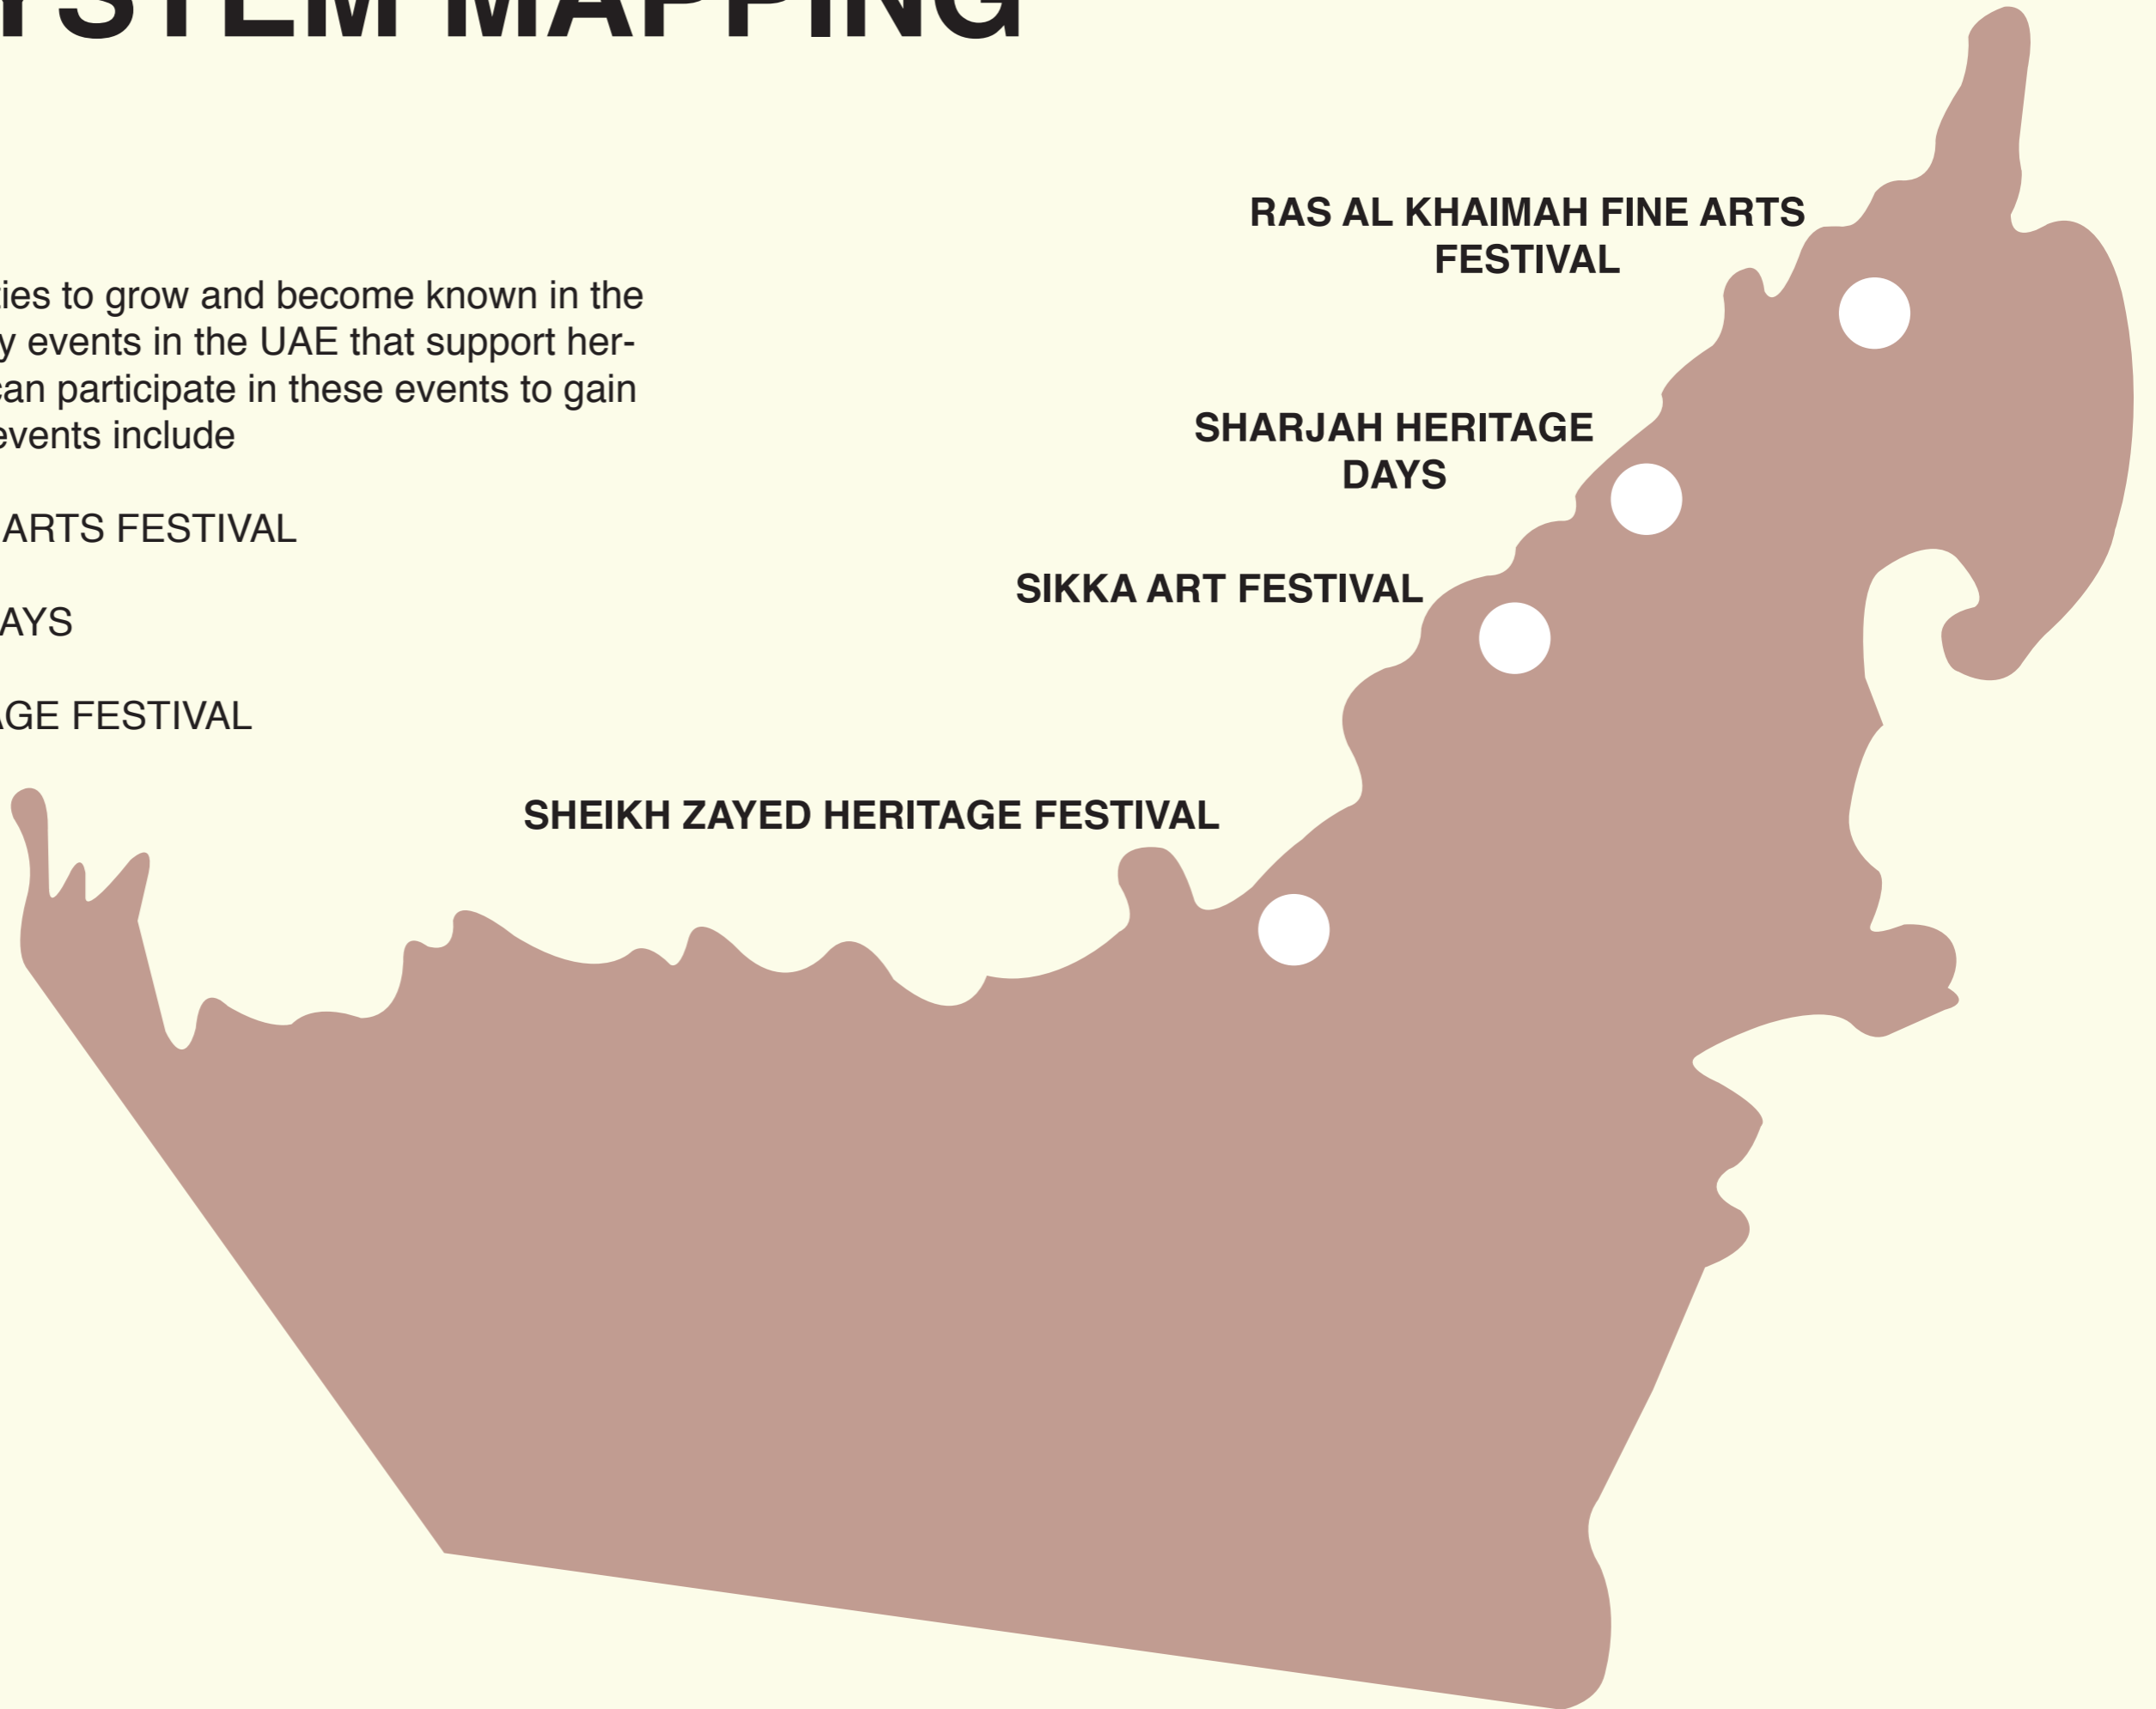 YSTEM MAPPING
ties to grow and become known in the
y events in the UAE that support her-
can participate in these events to gain
events include
ARTS FESTIVAL
AYS
AGE FESTIVAL
RAS AL KHAIMAH FINE ARTS
FESTIVAL
SHARJAH HERITAGE
DAYS
SIKKA ART FESTIVAL
SHEIKH ZAYED HERITAGE FESTIVAL